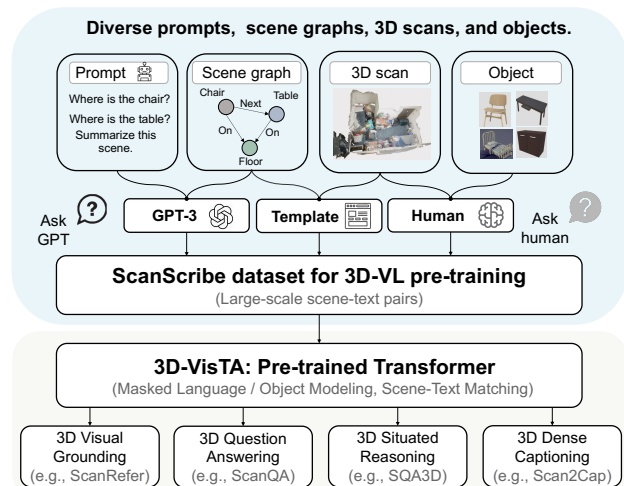 Diverse prompts, scene graphs, 3D scans, and objects.
Prompt
Where is the chair?
Where is the table?
Summarize this
scene.
Scene graph
Chair
Next
Table
On
On
Floor
3D scan
Object
Ask
GPT
GPT-3
Template
Human
Ask
human
ScanScribe dataset for 3D-VL pre-training
(Large-scale scene-text pairs)
3D-VisTA: Pre-trained Transformer
(Masked Language / Object Modeling, Scene-Text Matching)
3D Visual
Grounding
(e.g., ScanRefer)
3D Question
Answering
(e.g., ScanQA)
3D Situated
Reasoning
(e.g., SQA3D)
3D Dense
Captioning
(e.g., Scan2Cap)